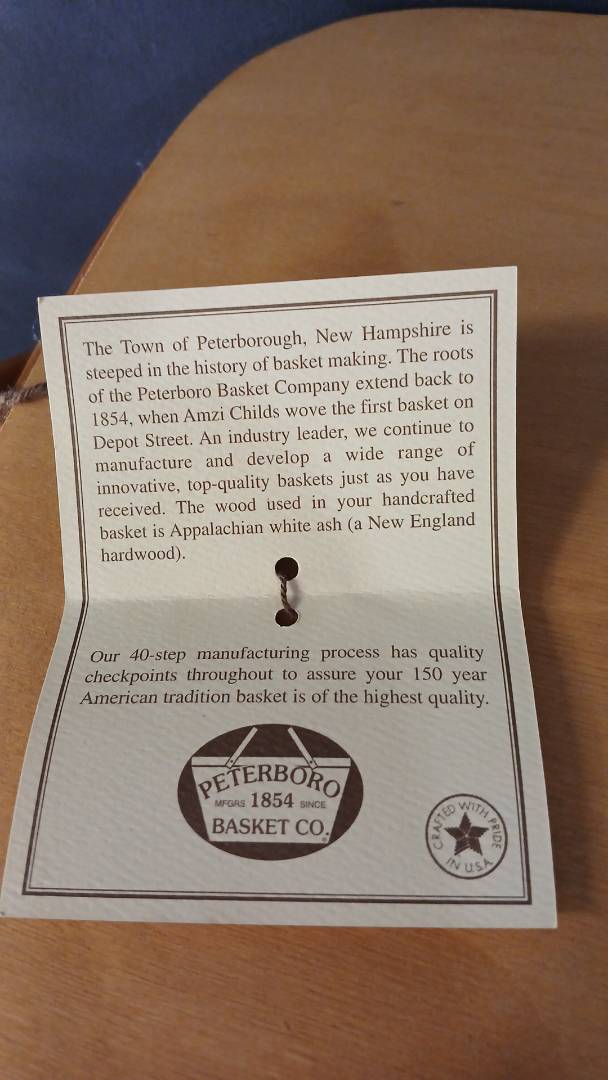 The Town of Peterborough, New Hampshire is
steeped in the history of basket making. The roots
of the Peterboro Basket Company extend back to
1854, when Amzi Childs wove the first basket on
Depot Street. An industry leader, we continue to
manufacture and develop a wide range of
innovative, top-quality baskets just as you have
received. The wood used in your handcrafted
basket is Appalachian white ash (a New England
hardwood).
Our 40-step manufacturing process has quality
checkpoints throughout to assure your 150 year
American tradition basket is of the highest quality.
PETERBORO
MFGRS 1854 SINCE
BASKET CO.®
CRAFTED WITH PRIDE
IN U.S.A